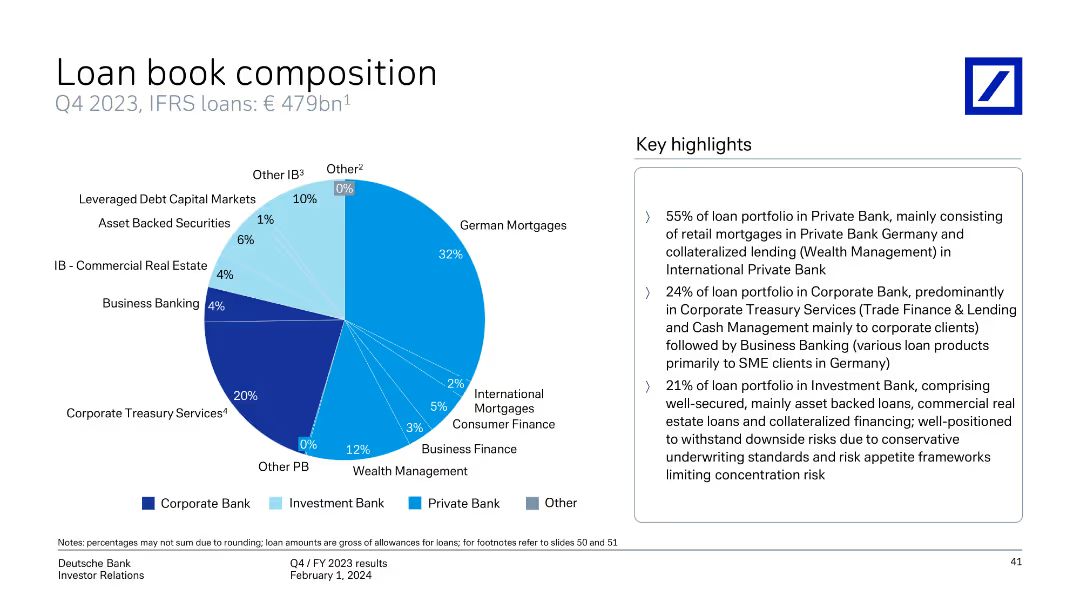 Loan book composition
Q4 2023, IFRS loans: € 479bn¹
Other IB³
Other²
0%
10%
Leveraged Debt Capital Markets
1%
Asset Backed Securities
6%
IB - Commercial Real Estate
4%
Business Banking
4%
German Mortgages
32%
2%
International
Mortgages
5%
Consumer Finance
3%
Business Finance
12%
Wealth Management
0%
Other PB
20%
Corporate Treasury Services⁴
Corporate Bank
Investment Bank
Private Bank
Other
Key highlights
〉 55% of loan portfolio in Private Bank, mainly consisting
of retail mortgages in Private Bank Germany and
collateralized lending (Wealth Management) in
International Private Bank
〉 24% of loan portfolio in Corporate Bank, predominantly
in Corporate Treasury Services (Trade Finance & Lending
and Cash Management mainly to corporate clients)
followed by Business Banking (various loan products
primarily to SME clients in Germany)
〉 21% of loan portfolio in Investment Bank, comprising
well-secured, mainly asset backed loans, commercial real
estate loans and collateralized financing; well-positioned
to withstand downside risks due to conservative
underwriting standards and risk appetite frameworks
limiting concentration risk
Notes: percentages may not sum due to rounding; loan amounts are gross of allowances for loans; for footnotes refer to slides 50 and 51
Deutsche Bank
Investor Relations
Q4 / FY 2023 results
February 1, 2024
41